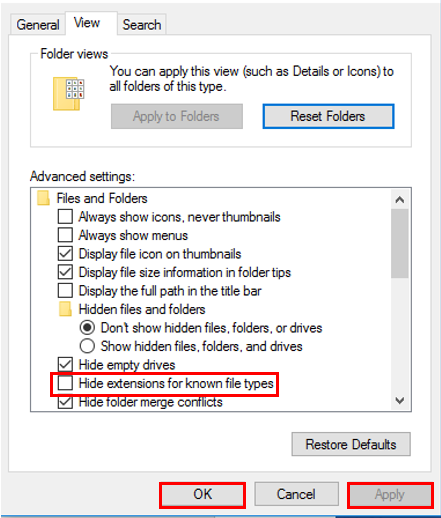 General
View
Search
Folder views
You can apply this view (such as Details or Icons) to
all folders of this type.
Apply to Folders
Reset Folders
Advanced settings:
Files and Folders
Always show icons, never thumbnails
Always show menus
Display file icon on thumbnails
Display file size information in folder tips
Display the full path in the title bar
Hidden files and folders
Don't show hidden files, folders, or drives
Show hidden files, folders, and drives
Hide empty drives
Hide extensions for known file types
Hide folder merge conflicts
Restore Defaults
OK
Cancel
Apply